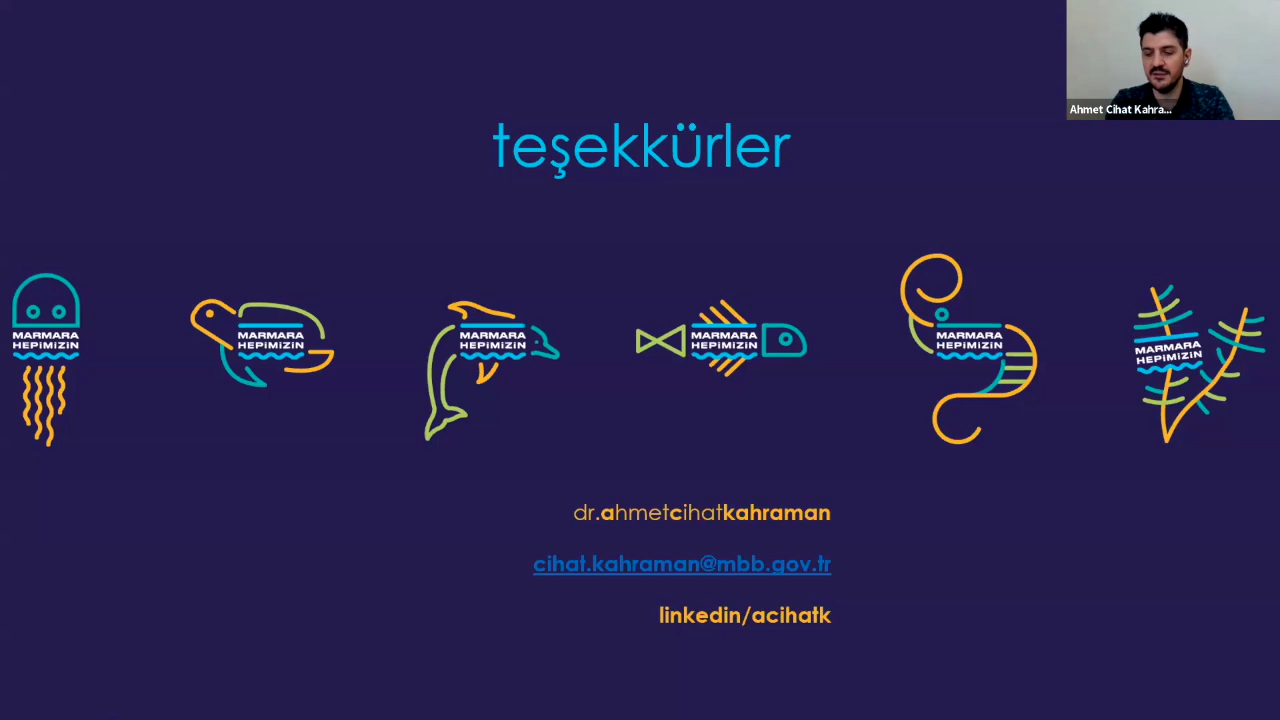 Ahmet Cihat Kahra...
teşekkürler
MARMARA
HEPIMIZIN
MARMARA
HEPIMIZIN
MARMARA
HEPIMIZIN
MARMARA
HEPIMIZIN
MARMARA
HEPIMIZIN
MARMARA
HEPIMIZIN
dr.ahmetcihatkahraman
cihat.kahraman@mbb.gov.tr
linkedin/acihatk